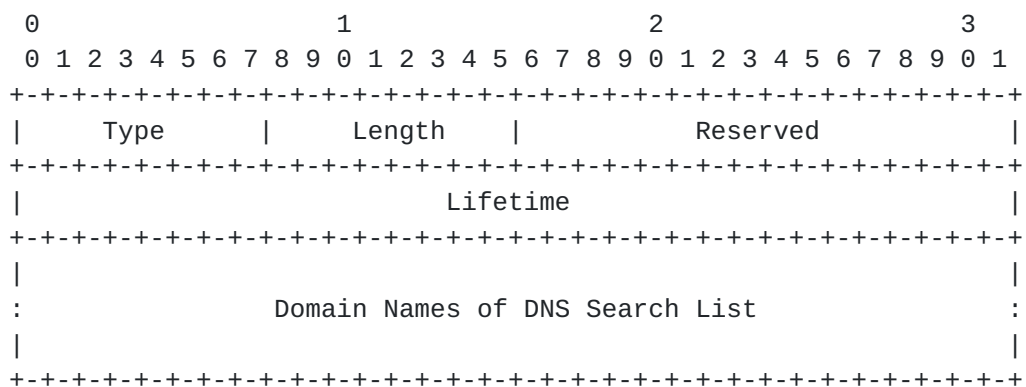 0                   1                   2                   3
 0 1 2 3 4 5 6 7 8 9 0 1 2 3 4 5 6 7 8 9 0 1 2 3 4 5 6 7 8 9 0 1
+-+-+-+-+-+-+-+-+-+-+-+-+-+-+-+-+-+-+-+-+-+-+-+-+-+-+-+-+-+-+-+-+
|     Type      |     Length    |           Reserved            |
+-+-+-+-+-+-+-+-+-+-+-+-+-+-+-+-+-+-+-+-+-+-+-+-+-+-+-+-+-+-+-+-+
|                           Lifetime                            |
+-+-+-+-+-+-+-+-+-+-+-+-+-+-+-+-+-+-+-+-+-+-+-+-+-+-+-+-+-+-+-+-+
|                                                               |
:                Domain Names of DNS Search List                :
|                                                               |
+-+-+-+-+-+-+-+-+-+-+-+-+-+-+-+-+-+-+-+-+-+-+-+-+-+-+-+-+-+-+-+-+